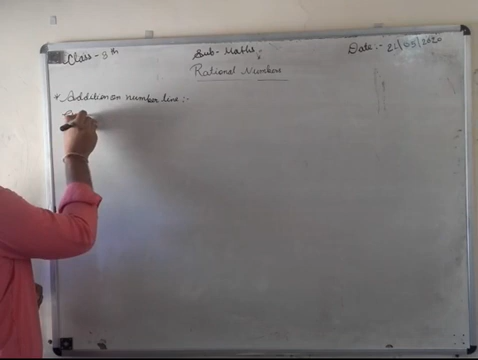 Class - 8th Sub- Maths: Date :- 21/05/2020
Rational Numbers
* Addition on number line :-